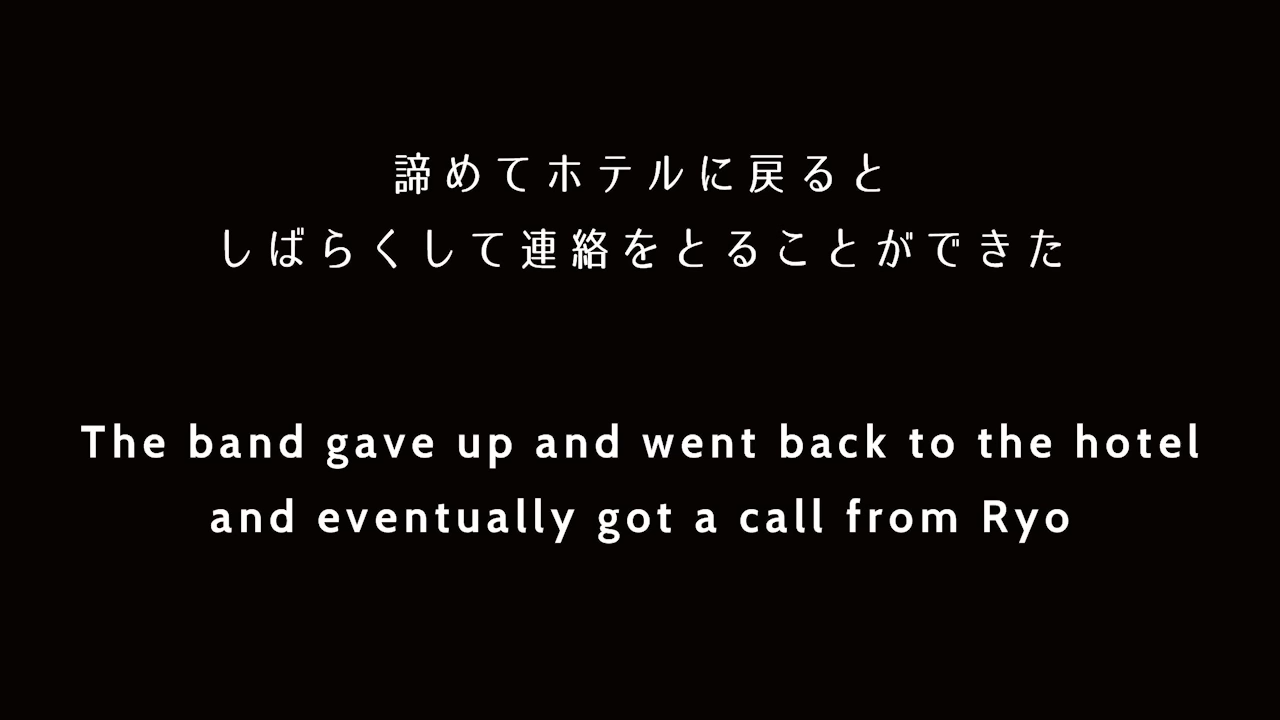 諦めてホテルに戻ると
しばらくして連絡をとることができた
The band gave up and went back to the hotel
and eventually got a call from Ryo